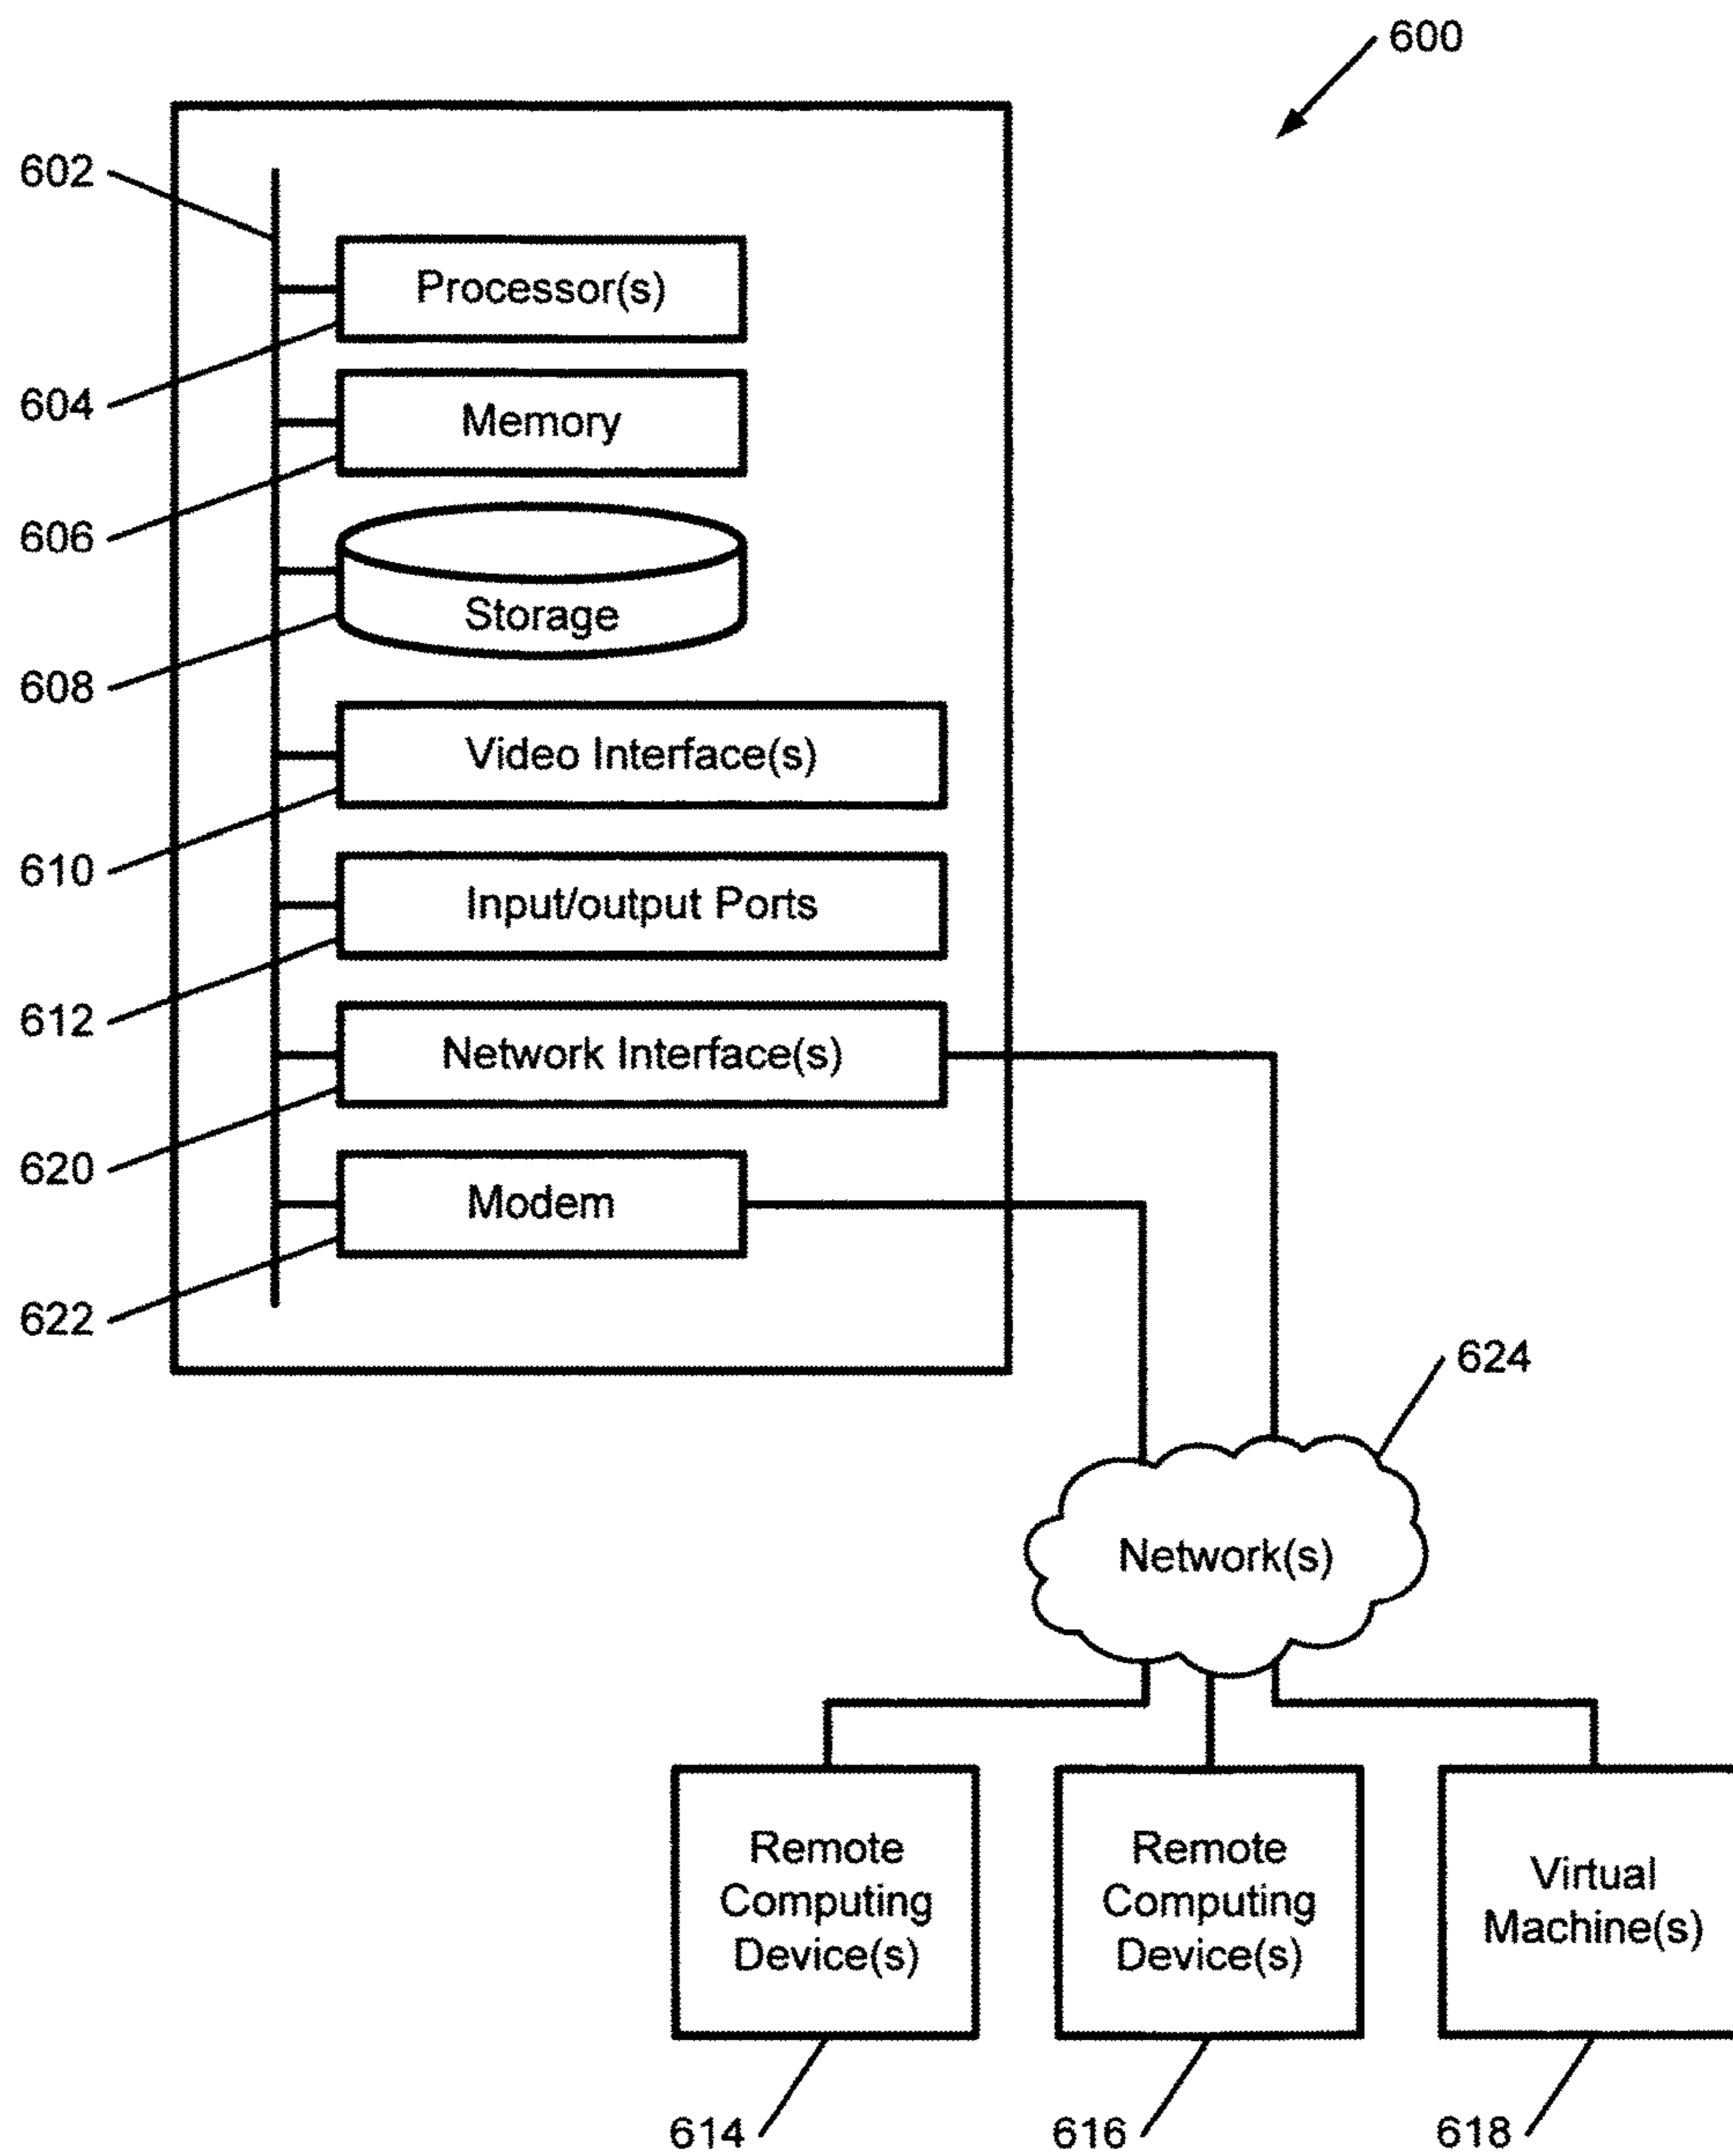 600
602
Processor(s)
604
Memory
606
Storage
608
Video Interface(s)
610
Input/output Ports
612
Network Interface(s)
620
Modem
622
624
Network(s)
Remote
Computing
Device(s)
Remote
Computing
Device(s)
Virtual
Machine(s)
614
616
618